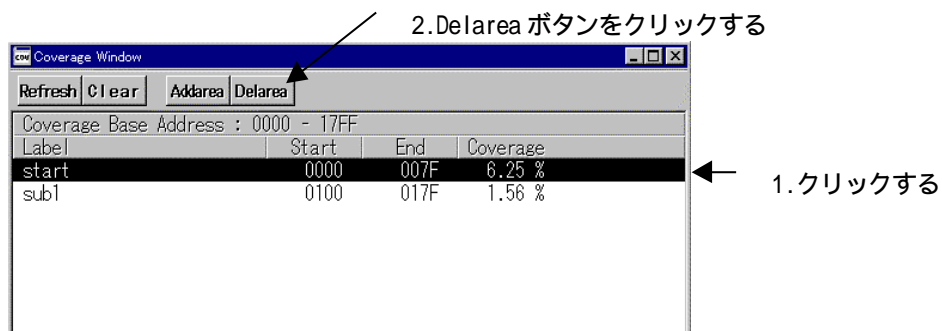 2.Delarea ボタンをクリックする
COV Coverage Window
Refresh Clear Addarea Delarea
Coverage Base Address : 0000 - 17FF
Label Start End Coverage
start 0000 007F 6.25 %
1.クリックする
sub1 0100 017F 1.56 %